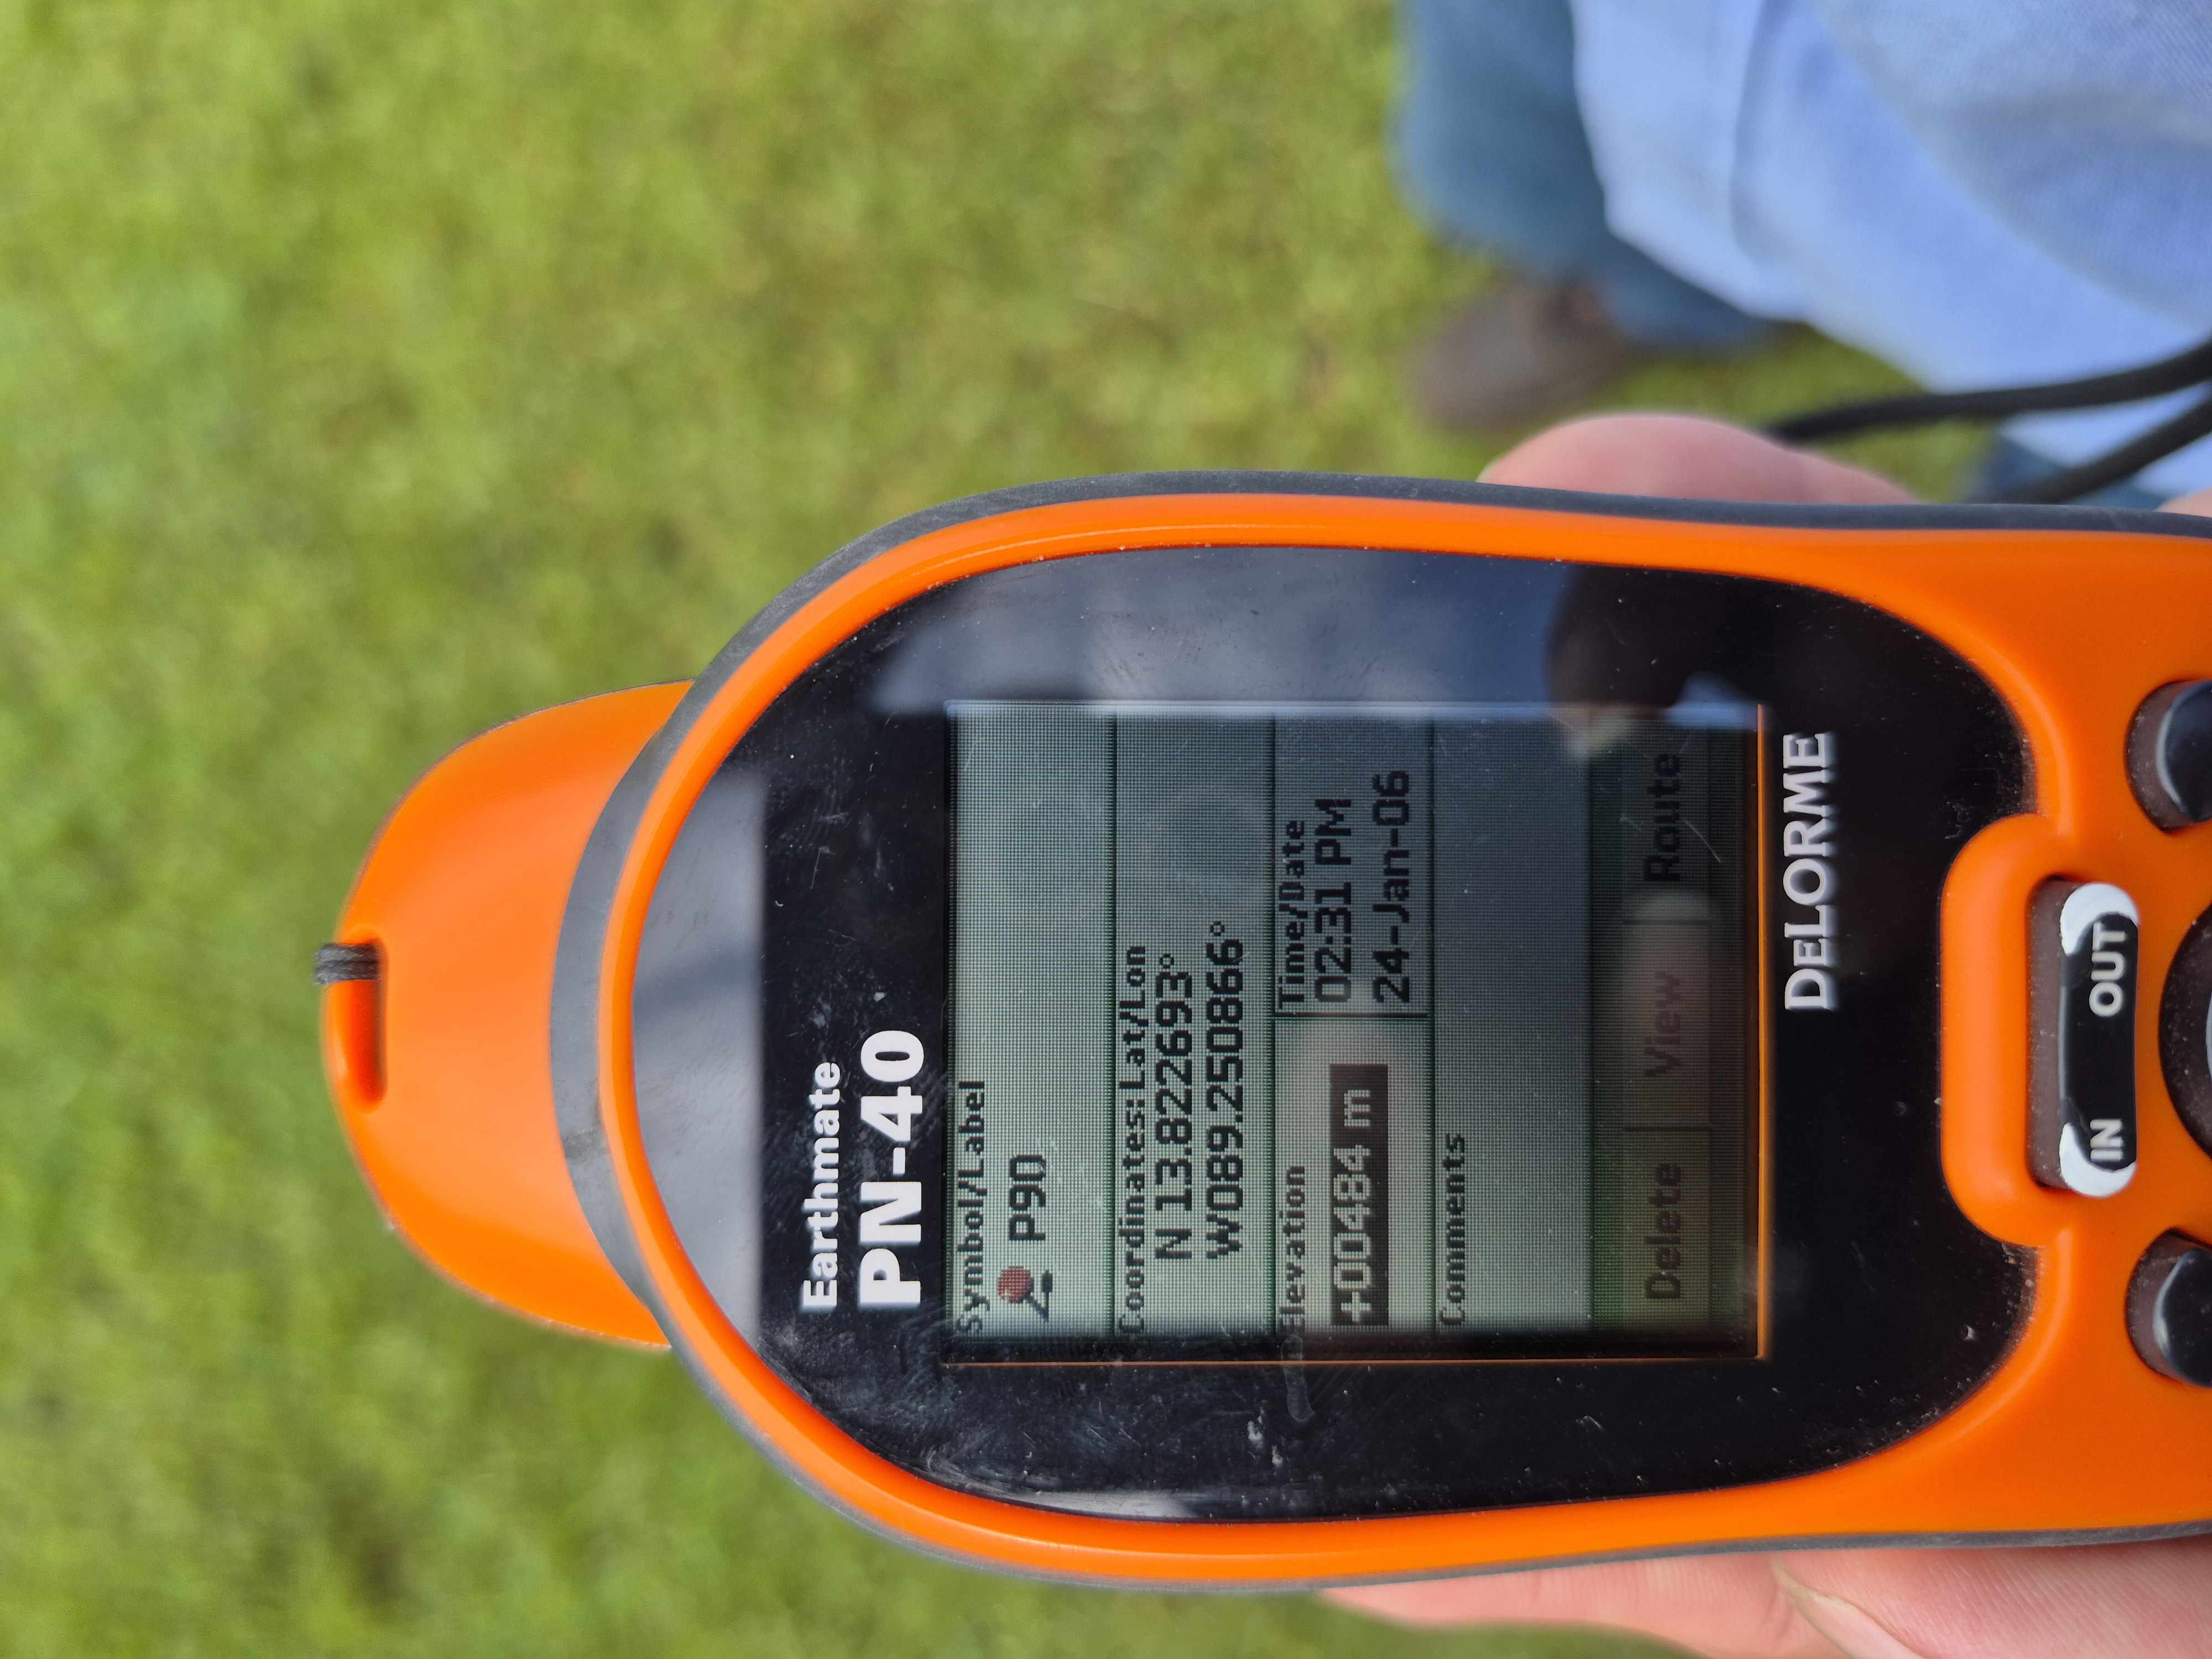 Earthmate
PN-40
Symbol/Label
P90
Coordinates: Lat/Lon
N 13.822693°
W089.250866°
Elevation
+00484 m
Time/Date
02:31 PM
24-Jan-06
Comments
Delete View Route
DELORME
IN OUT